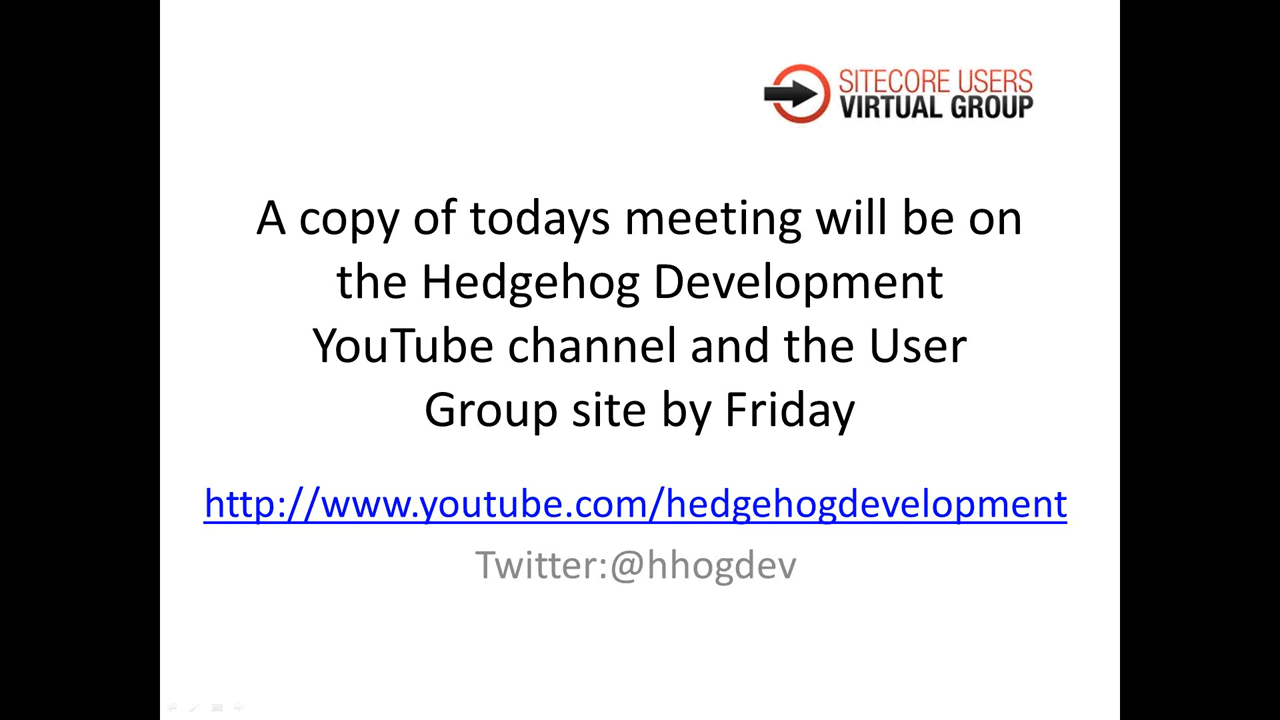 SITECORE USERS
VIRTUAL GROUP
A copy of todays meeting will be on
the Hedgehog Development
YouTube channel and the User
Group site by Friday
http://www.youtube.com/hedgehogdevelopment
Twitter:@hhogdev